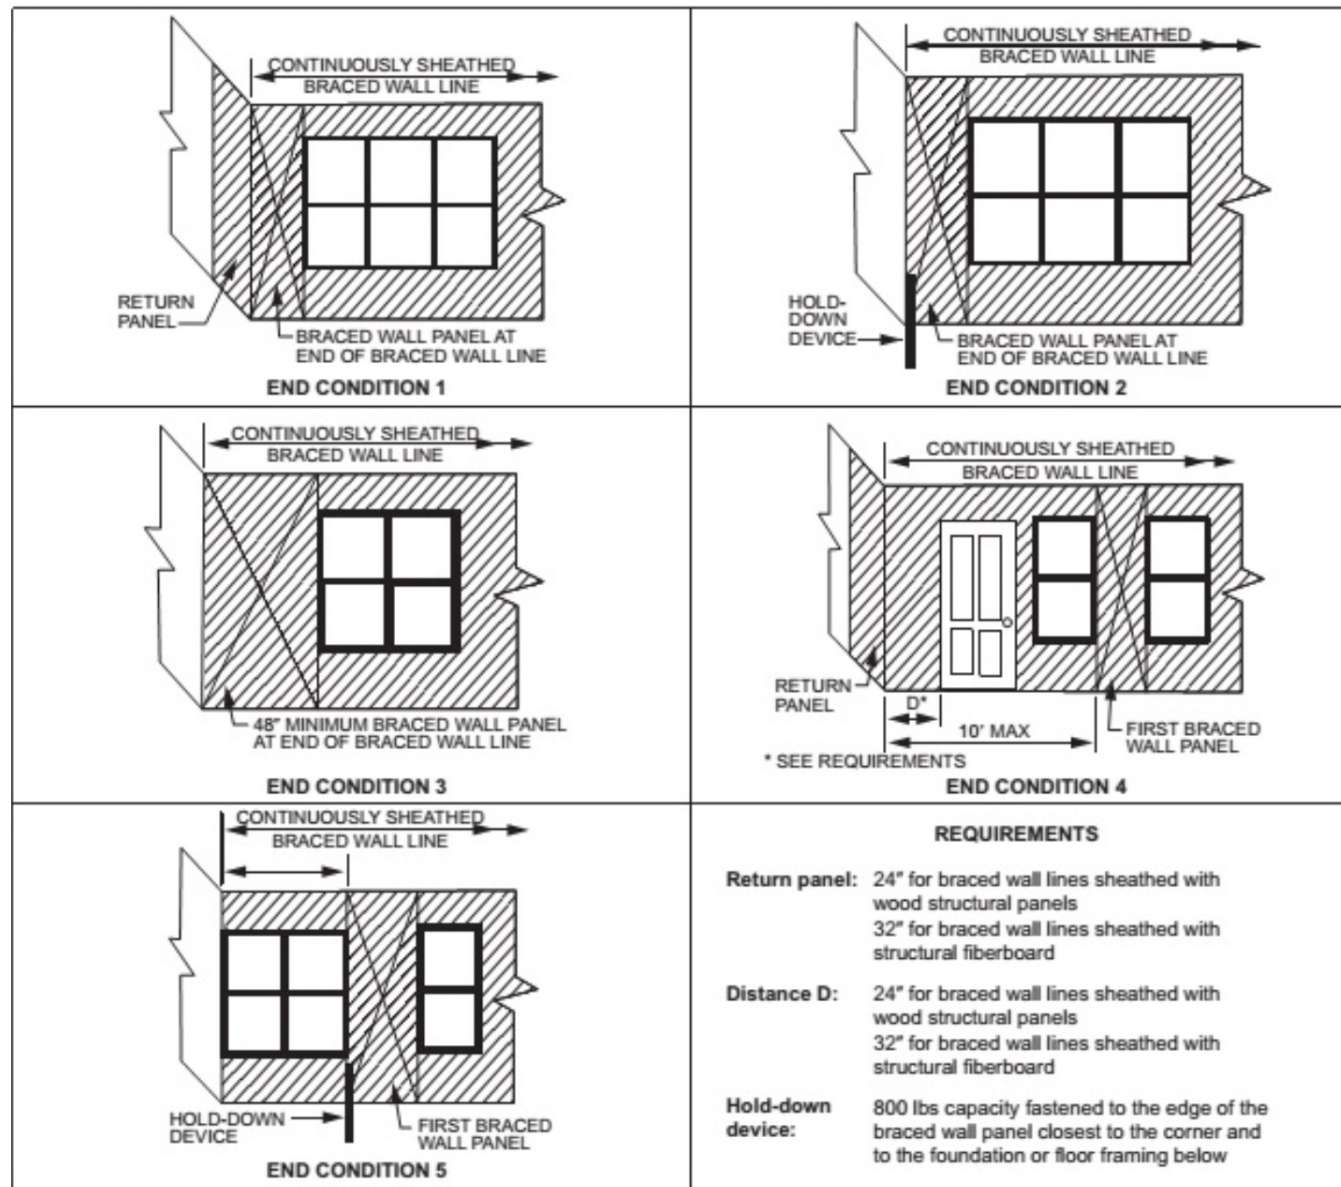 CONTINUOUSLY SHEATHED
BRACED WALL LINE
RETURN
PANEL
BRACED WALL PANEL AT
END OF BRACED WALL LINE
END CONDITION 1
CONTINUOUSLY SHEATHED
BRACED WALL LINE
HOLD-
DOWN
DEVICE
BRACED WALL PANEL AT
END OF BRACED WALL LINE
END CONDITION 2
CONTINUOUSLY SHEATHED
BRACED WALL LINE
48″ MINIMUM BRACED WALL PANEL
AT END OF BRACED WALL LINE
END CONDITION 3
CONTINUOUSLY SHEATHED
BRACED WALL LINE
RETURN
PANEL
D*
10′ MAX
FIRST BRACED
WALL PANEL
* SEE REQUIREMENTS
END CONDITION 4
CONTINUOUSLY SHEATHED
BRACED WALL LINE
HOLD-DOWN
DEVICE
FIRST BRACED
WALL PANEL
END CONDITION 5
REQUIREMENTS
Return panel: 24″ for braced wall lines sheathed with
wood structural panels
32″ for braced wall lines sheathed with
structural fiberboard
Distance D: 24″ for braced wall lines sheathed with
wood structural panels
32″ for braced wall lines sheathed with
structural fiberboard
Hold-down 800 lbs capacity fastened to the edge of the
device: braced wall panel closest to the corner and
to the foundation or floor framing below